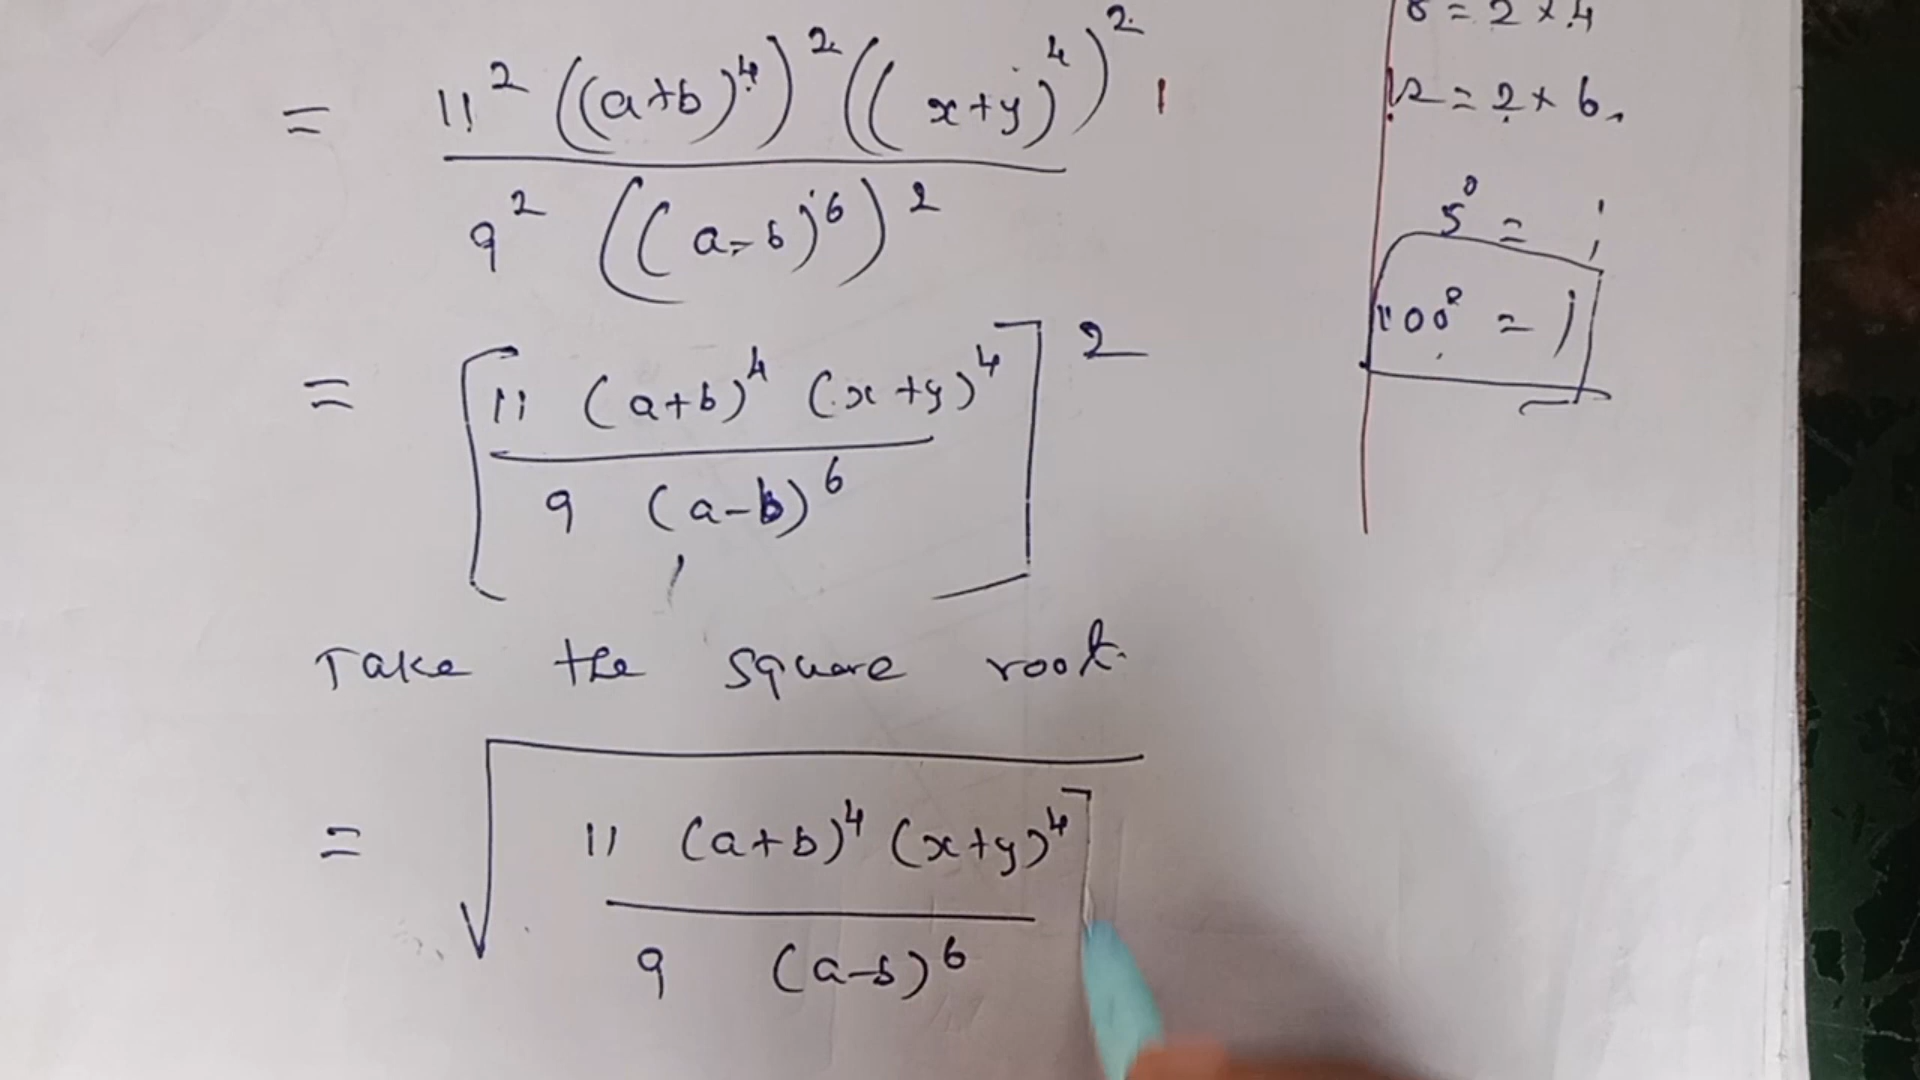 = 11² ((a+b)⁴)² ((x+y)⁴)²
9² ((a-b)⁶)²
= [11 (a+b)⁴ (x+y)⁴]²
9 (a-b)⁶
Take the square root.
= √ 11 (a+b)⁴ (x+y)⁴]
9 (a-b)⁶
8 = 2 × 4
12 = 2 × 6
5⁰ = 1
100⁰ = 1